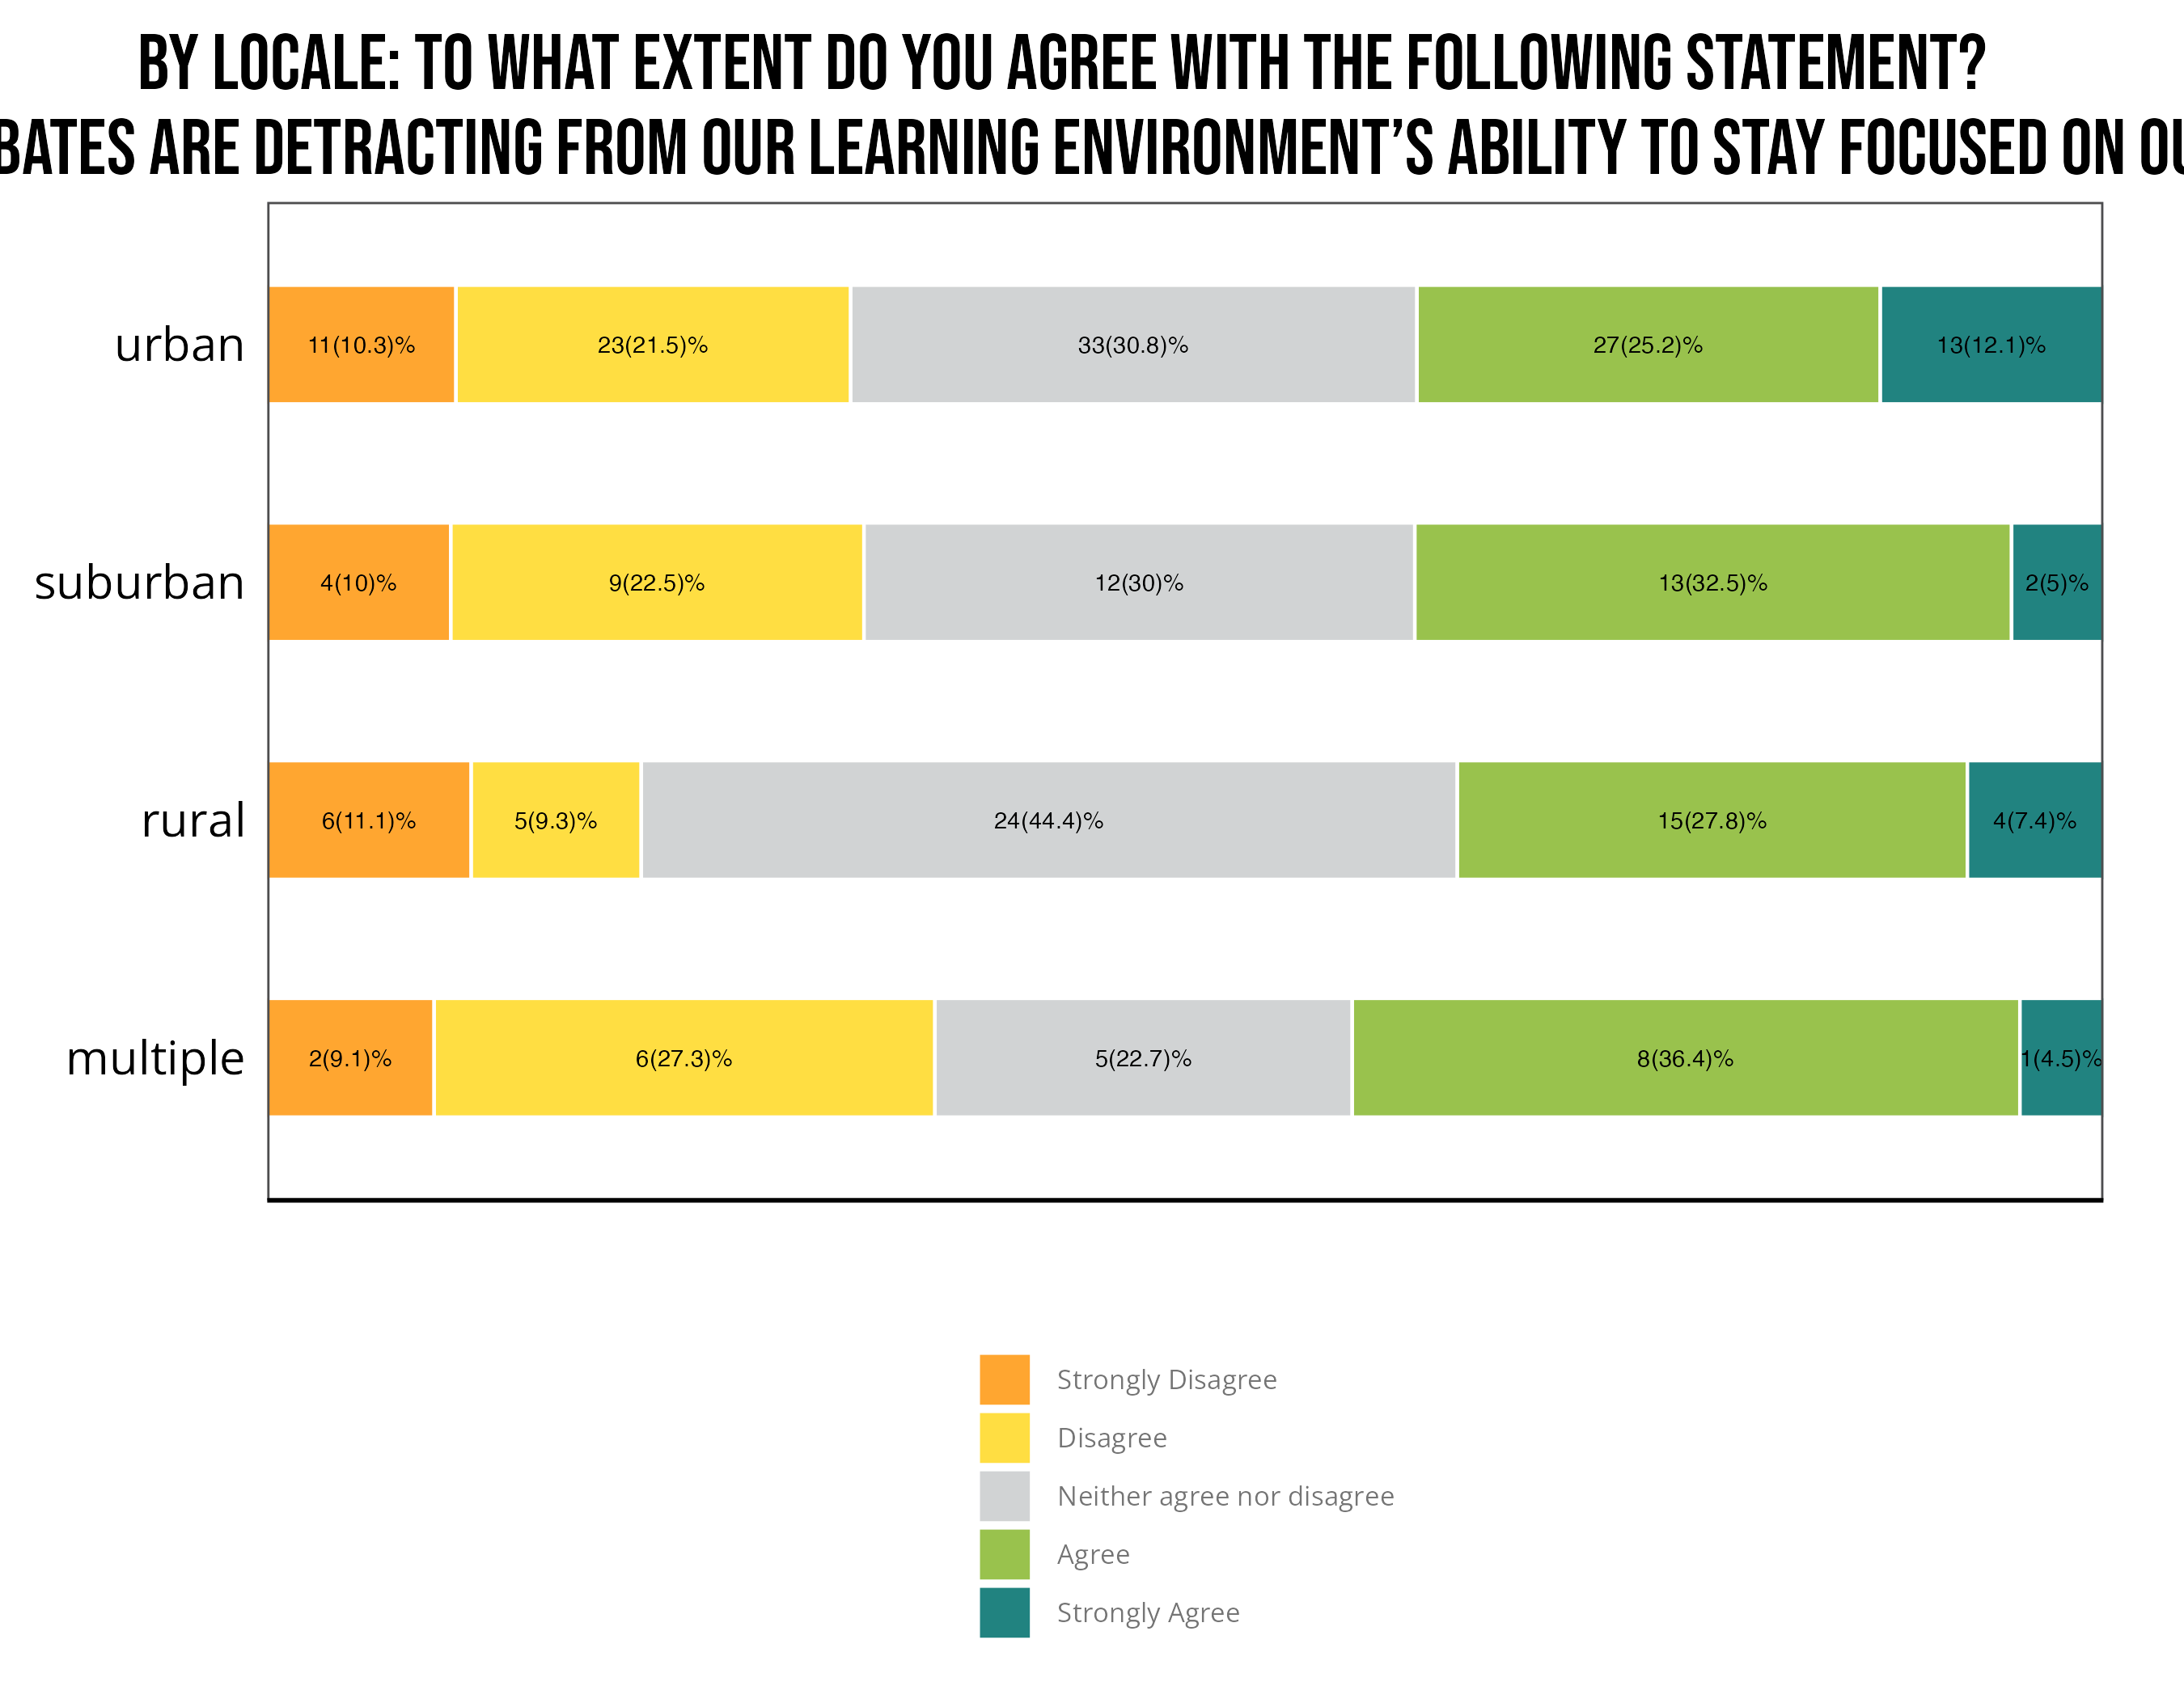 BY LOCALE: TO WHAT EXTENT DO YOU AGREE WITH THE FOLLOWING STATEMENT?
BATES ARE DETRACTING FROM OUR LEARNING ENVIRONMENT’S ABILITY TO STAY FOCUSED ON OU
urban 11(10.3)% 23(21.5)% 33(30.8)% 27(25.2)% 13(12.1)%
suburban 4(10)% 9(22.5)% 12(30)% 13(32.5)% 2(5)%
rural 6(11.1)% 5(9.3)% 24(44.4)% 15(27.8)% 4(7.4)%
multiple 2(9.1)% 6(27.3)% 5(22.7)% 8(36.4)% 1(4.5)%
Strongly Disagree
Disagree
Neither agree nor disagree
Agree
Strongly Agree